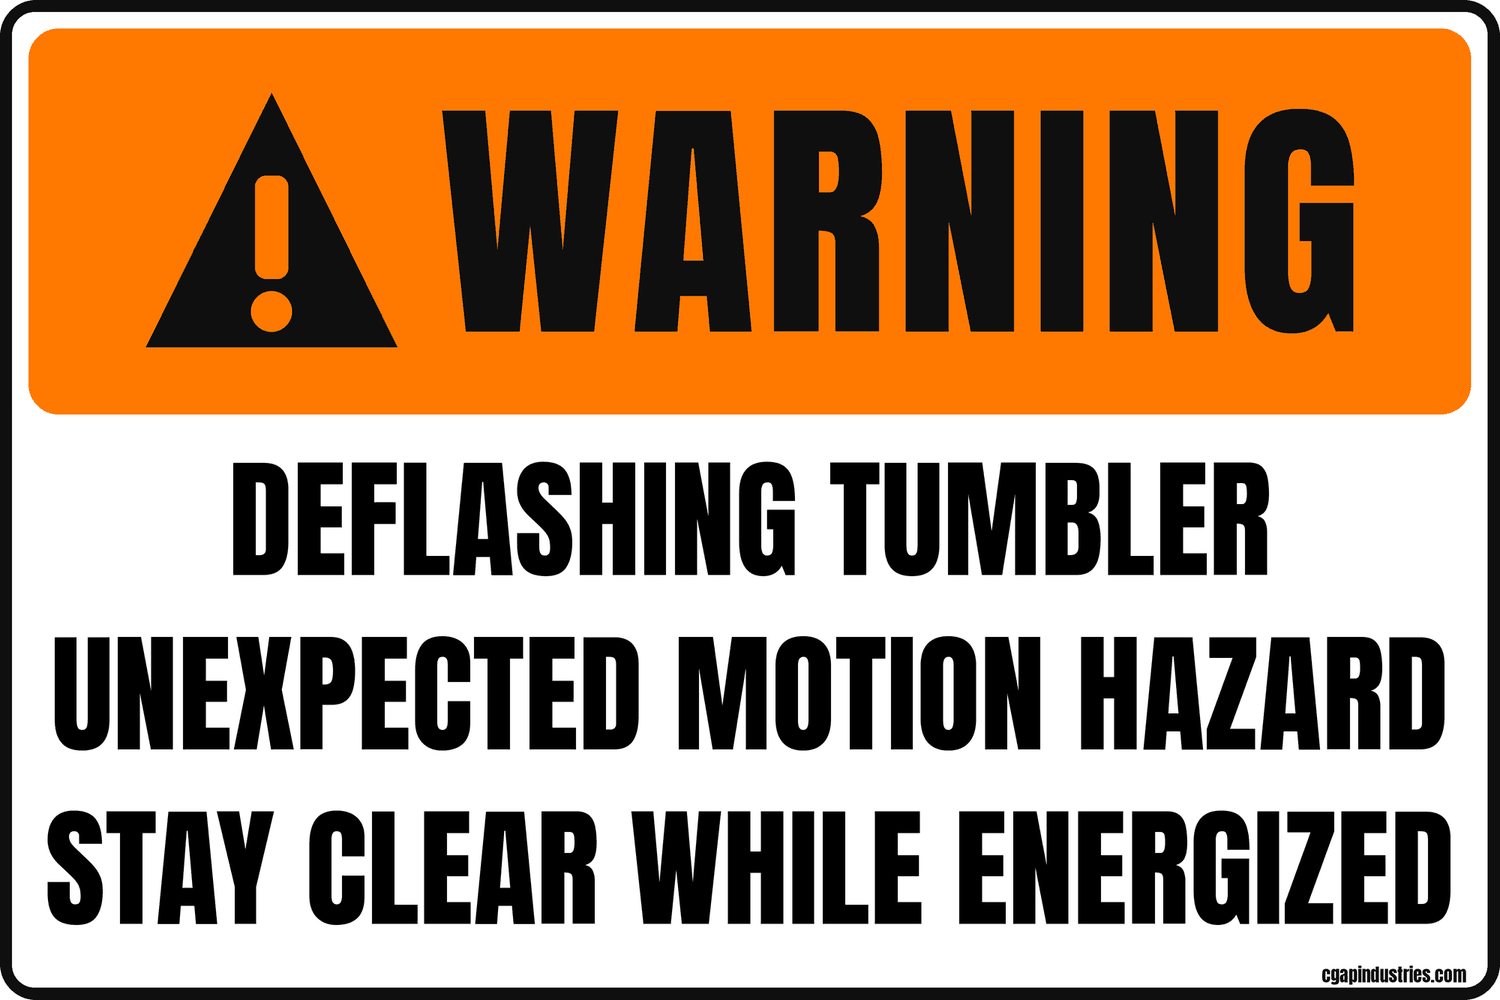 WARNING
DEFLASHING TUMBLER
UNEXPECTED MOTION HAZARD
STAY CLEAR WHILE ENERGIZED
cgapindustries.com